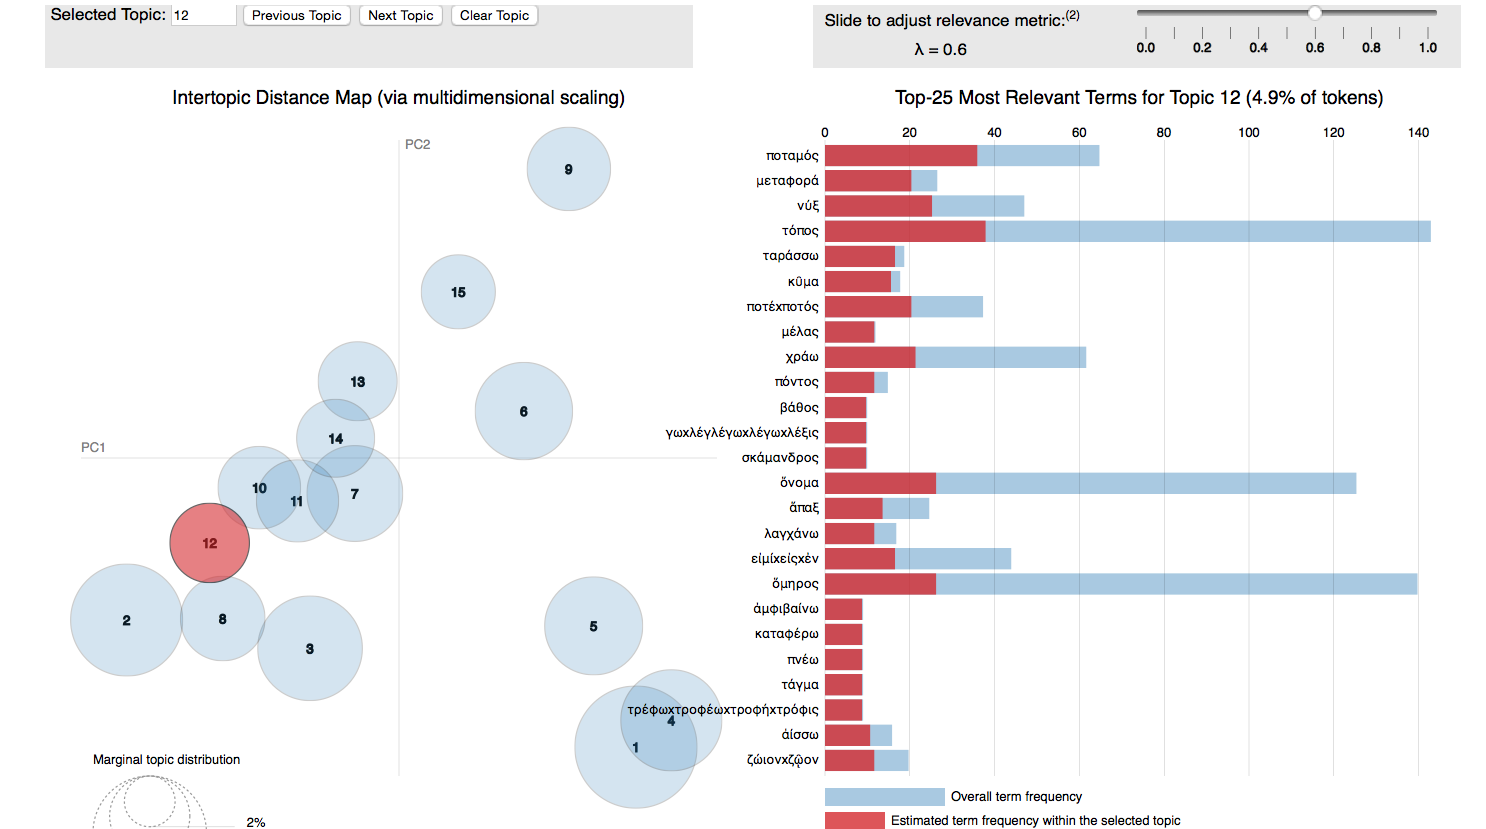 Selected Topic: 12 Previous Topic Next Topic Clear Topic
Slide to adjust relevance metric:(2)
λ = 0.6
0.0 0.2 0.4 0.6 0.8 1.0
Intertopic Distance Map (via multidimensional scaling)
PC2
PC1
9
15
13
6
14
10
11
7
12
2
8
3
5
4
1
Marginal topic distribution
2%
Top-25 Most Relevant Terms for Topic 12 (4.9% of tokens)
0 20 40 60 80 100 120 140
ποταμός
μεταφορά
νύξ
τόπος
ταράσσω
κῦμα
ποτέχποτός
μέλας
χράω
πόντος
βάθος
γωχλέγλέγωχλέγωχλέξις
σκάμανδρος
ὄνομα
ἅπαξ
λαγχάνω
εἰμίχεἰςχἐν
ὅμηρος
ἀμφιβαίνω
καταφέρω
πνέω
τάγμα
τρέφωχτροφέωχτροφήχτρόφις
ἀίσσω
ζώιονχζῷον
Overall term frequency
Estimated term frequency within the selected topic